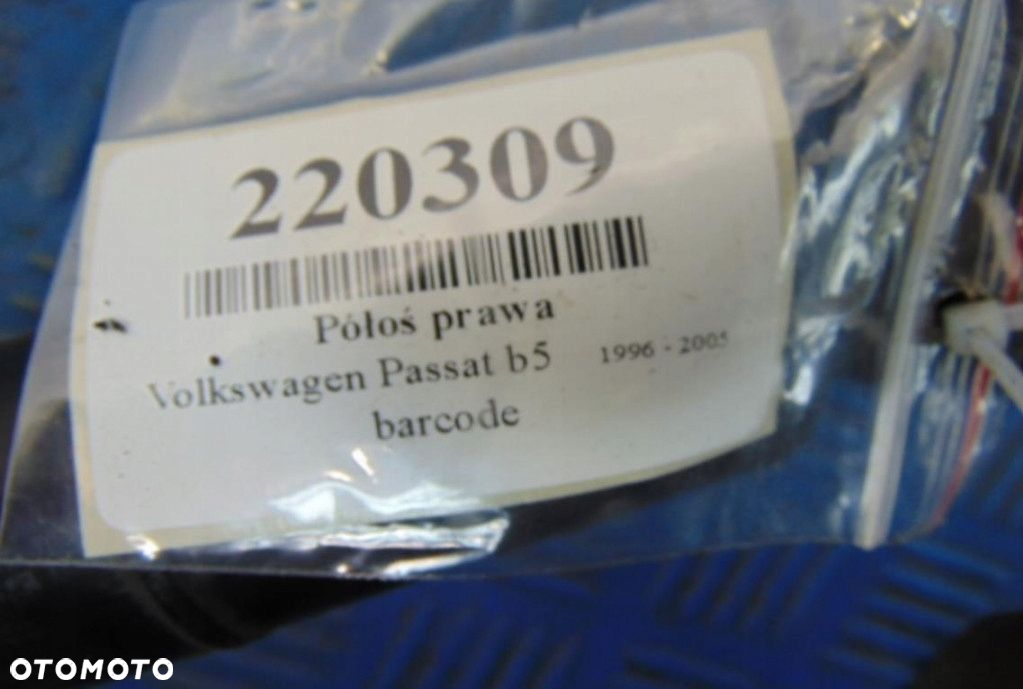 220309
Półoś prawa
Volkswagen Passat b5 1996 - 2005
barcode
OTOMOTO